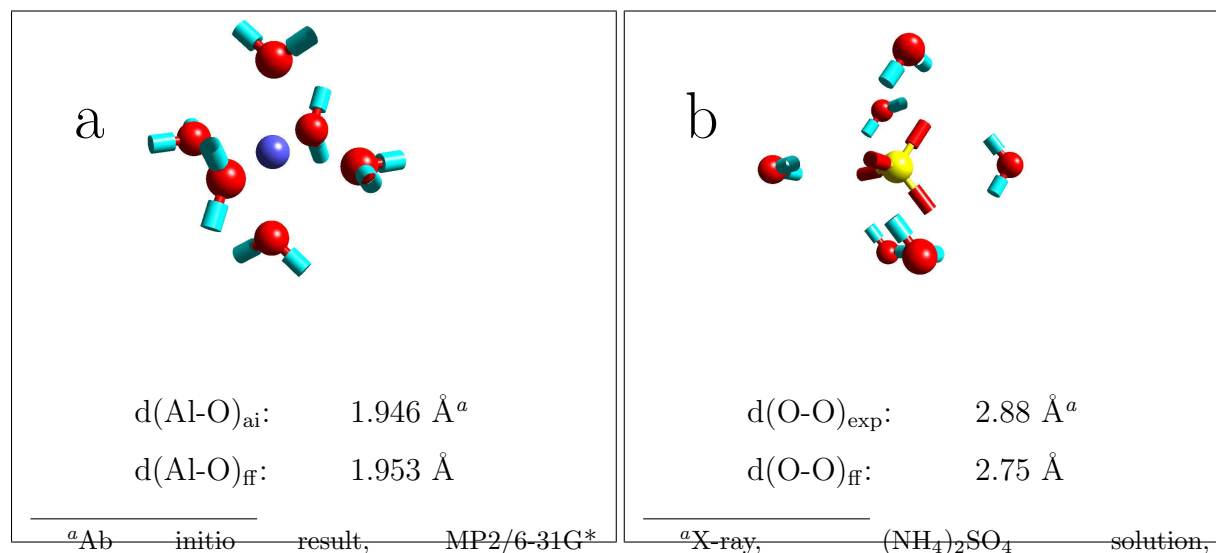 a
d(Al-O)ai: 1.946 Åa
d(Al-O)ff: 1.953 Å
aAb initio result, MP2/6-31G*
b
d(O-O)exp: 2.88 Åa
d(O-O)ff: 2.75 Å
aX-ray, (NH4)2SO4 solution,